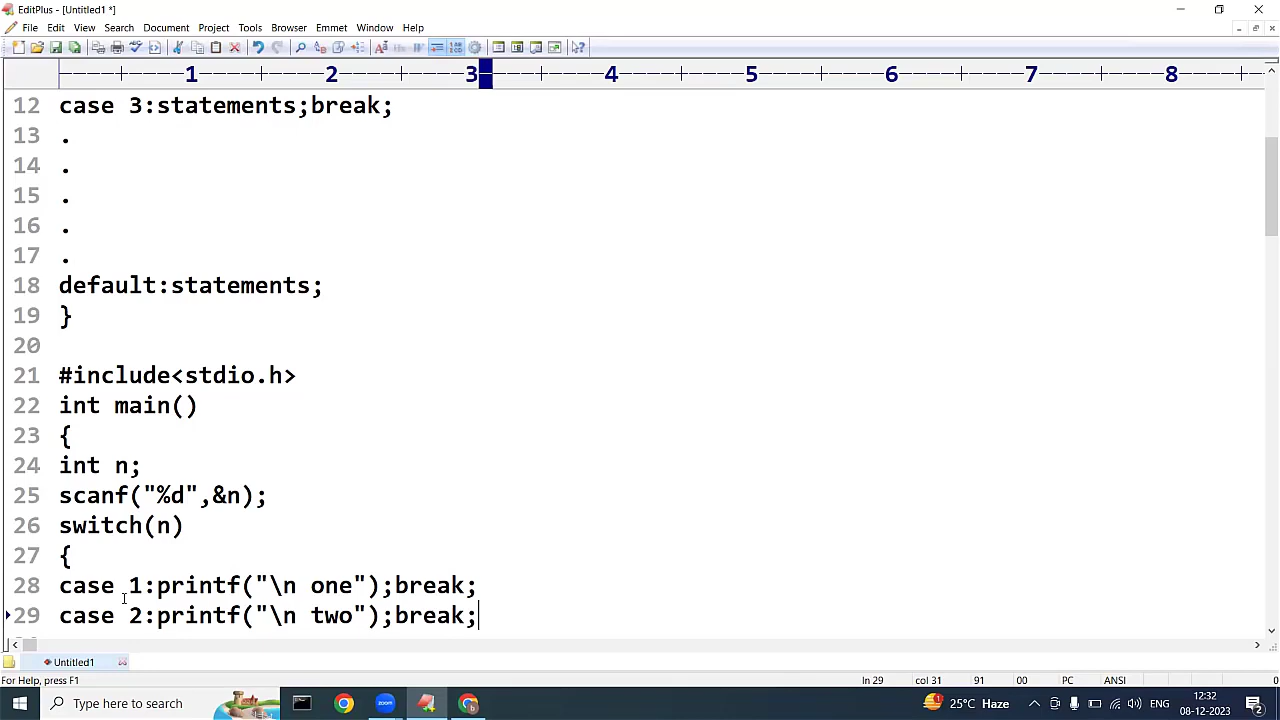 EditPlus - [Untitled1 *]
File Edit View Search Document Project Tools Browser Emmet Window Help
1 2 3 4 5 6 7 8
12 case 3:statements;break;
13 .
14 .
15 .
16 .
17 .
18 default:statements;
19 }
20
21 #include<stdio.h>
22 int main()
23 {
24 int n;
25 scanf("%d",&n);
26 switch(n)
27 {
28 case 1:printf("\n one");break;
29 case 2:printf("\n two");break;
Untitled1
For Help, press F1 ln 29 col 31 91 00 PC ANSI 0
Type here to search 25°C Haze ENG 12:32
08-12-2023 2